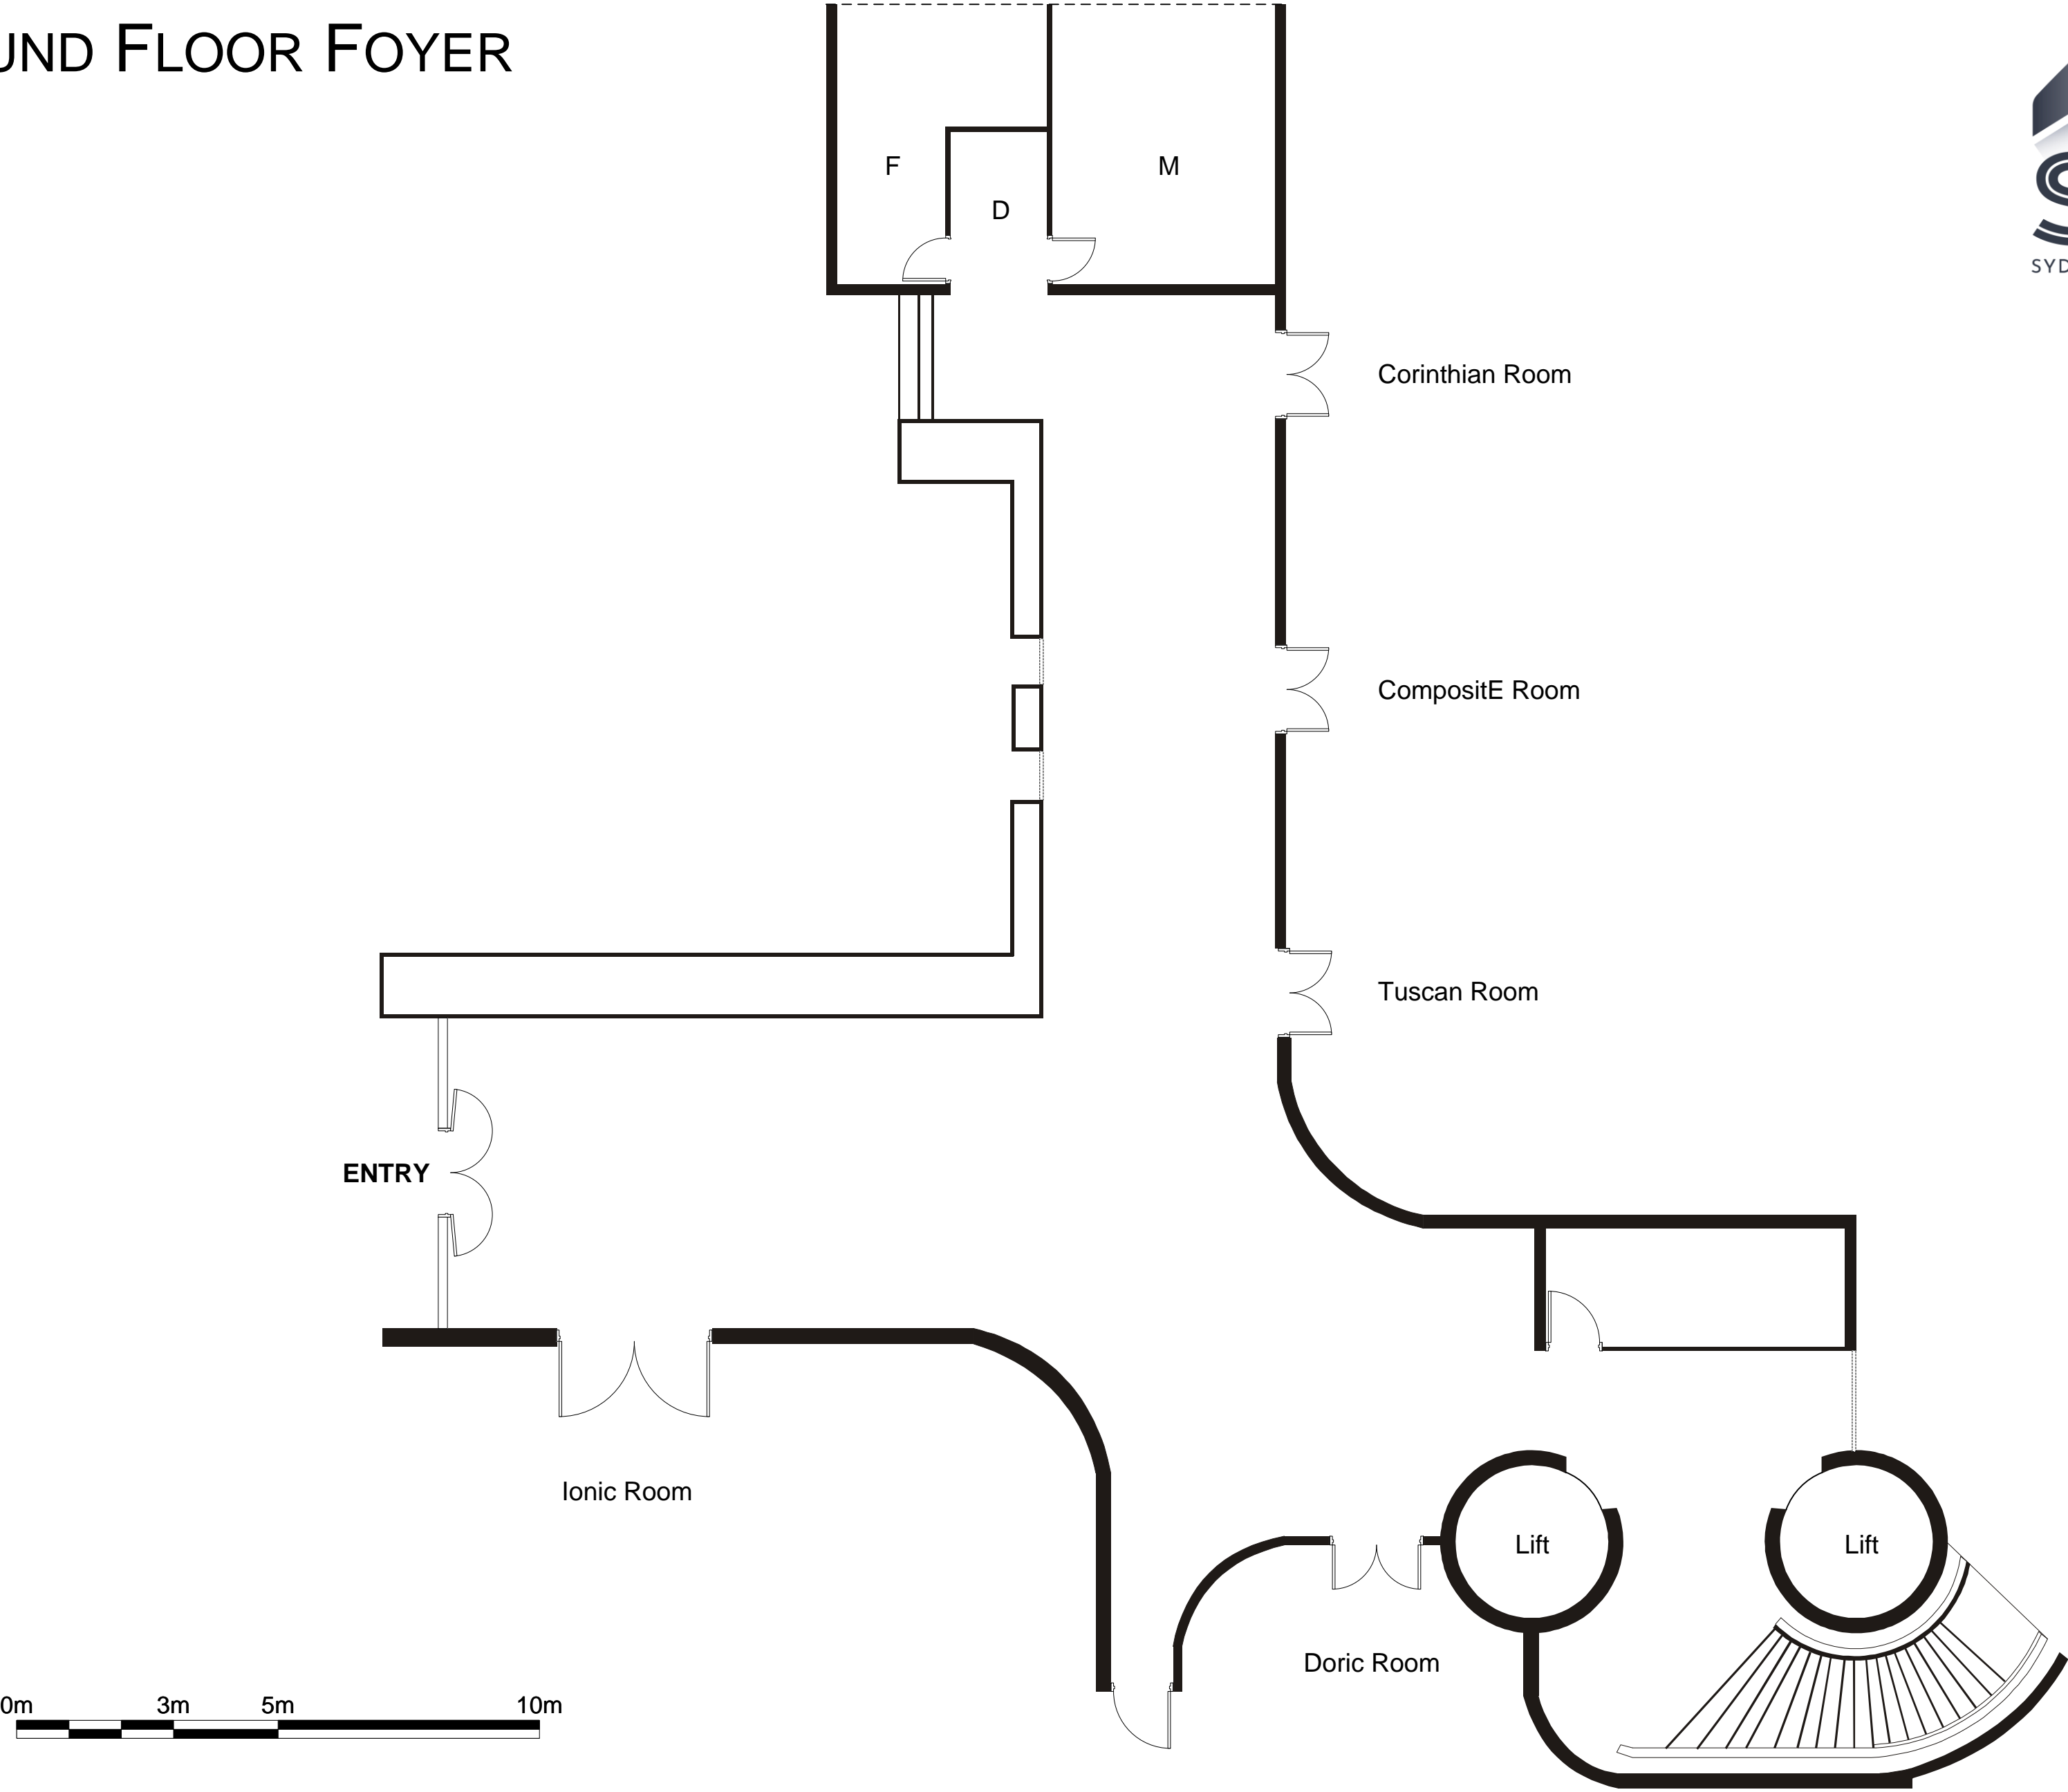 UND FLOOR FOYER
SYD
F
M
D
Corinthian Room
CompositE Room
Tuscan Room
ENTRY
Ionic Room
Lift
Lift
Doric Room
0m 3m 5m 10m